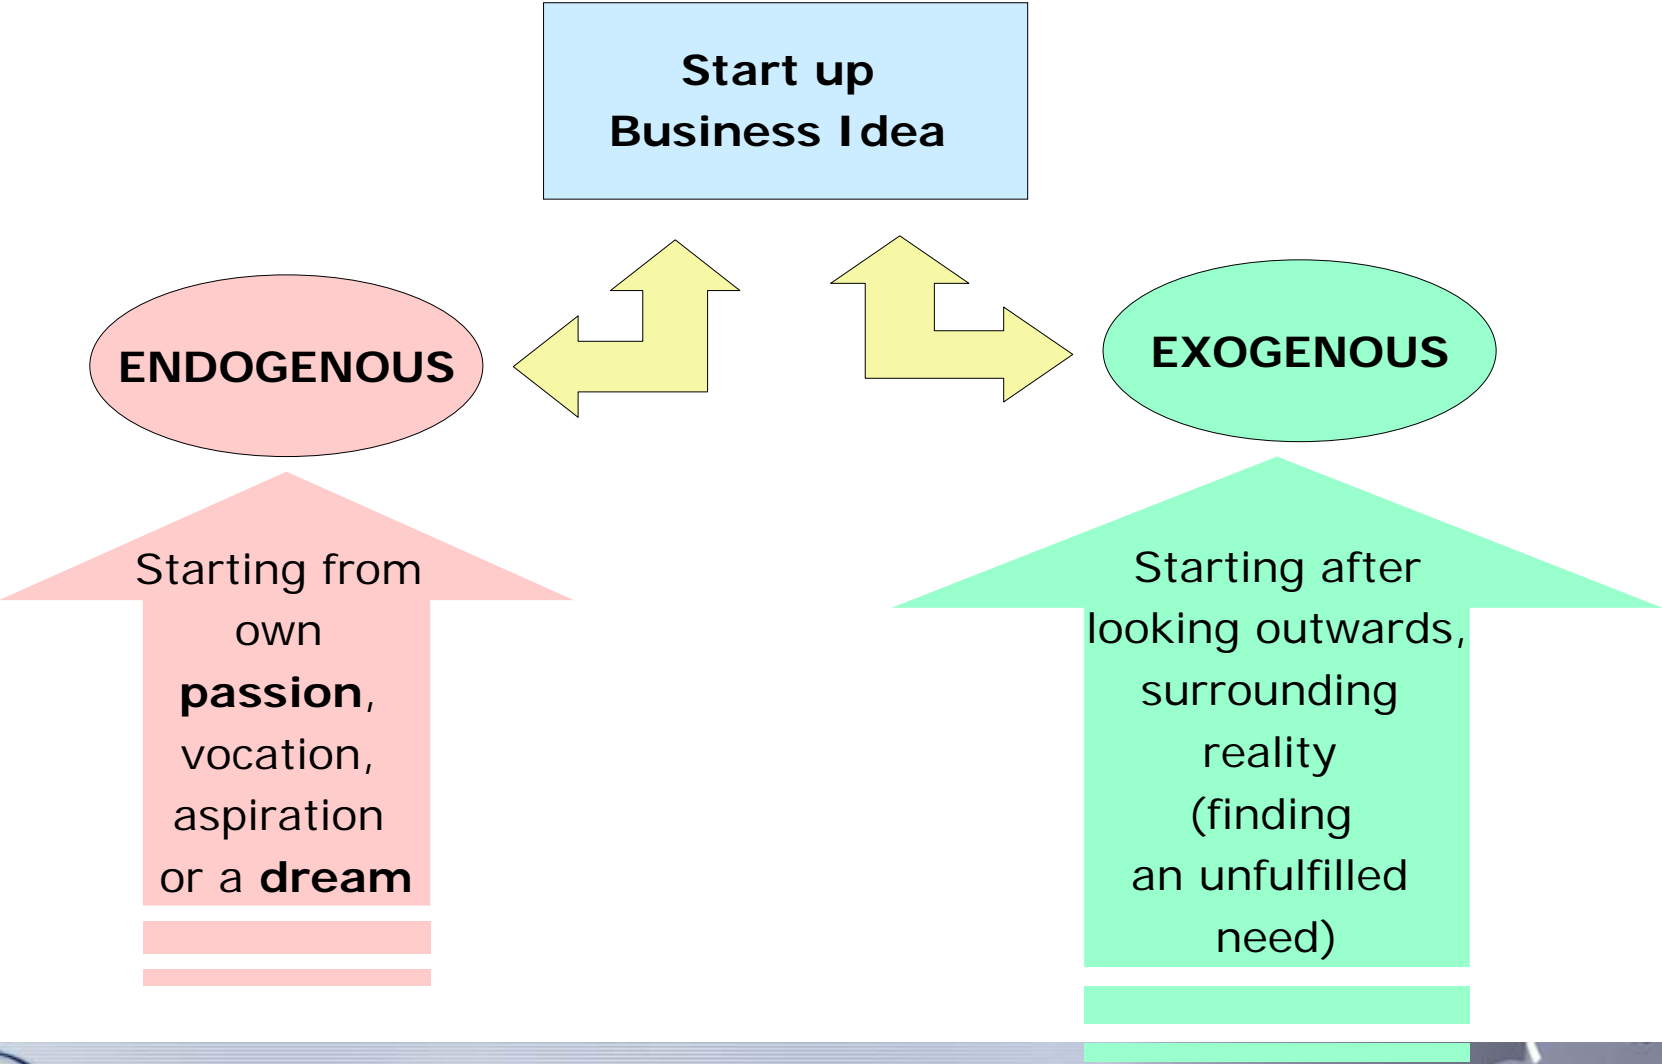 Start up
Business Idea
ENDOGENOUS
EXOGENOUS
Starting from
own
passion,
vocation,
aspiration
or a dream
Starting after
looking outwards,
surrounding
reality
(finding
an unfulfilled
need)